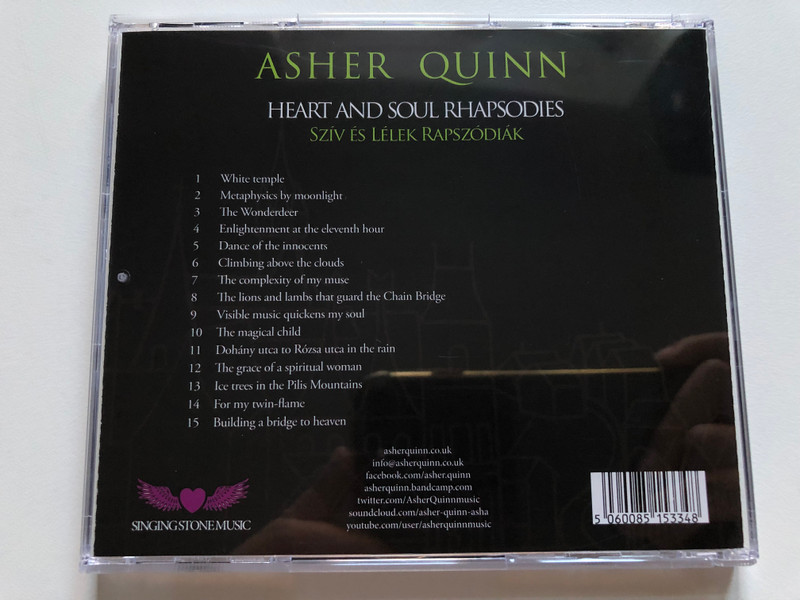 ASHER QUINN
HEART AND SOUL RHAPSODIES
SZÍV ÉS LÉLEK RAPSZÓDIÁK
1 White temple
2 Metaphysics by moonlight
3 The Wonderdeer
4 Enlightenment at the eleventh hour
5 Dance of the innocents
6 Climbing above the clouds
7 The complexity of my muse
8 The lions and lambs that guard the Chain Bridge
9 Visible music quickens my soul
10 The magical child
11 Dohány utca to Rózsa utca in the rain
12 The grace of a spiritual woman
13 Ice trees in the Pilis Mountains
14 For my twin-flame
15 Building a bridge to heaven
asherquinn.co.uk
info@asherquinn.co.uk
facebook.com/asher.quinn
asherquinn.bandcamp.com
twitter.com/AsherQuinnmusic
soundcloud.com/asher-quinn-asha
youtube.com/user/asherquinnmusic
SINGING STONE MUSIC
5 060085 153348